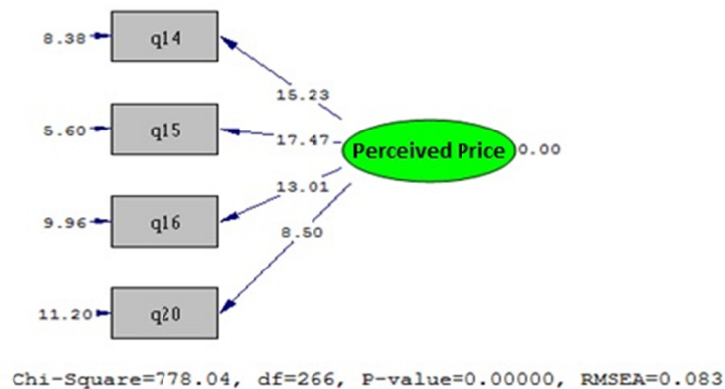 8.38
q14
15.23
5.60
q15
17.47
Perceived Price
0.00
13.01
9.96
q16
8.50
11.20
q20
Chi-Square=778.04, df=266, P-value=0.00000, RMSEA=0.083